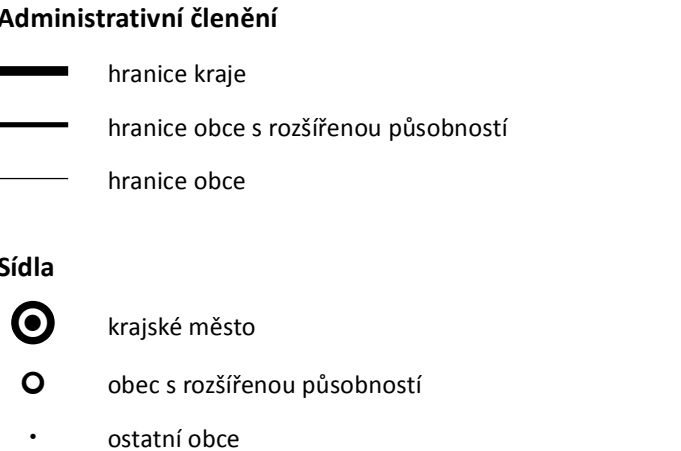 Administrativní členění
hranice kraje
hranice obce s rozšířenou působností
hranice obce
Sídla
krajské město
obec s rozšířenou působností
ostatní obce